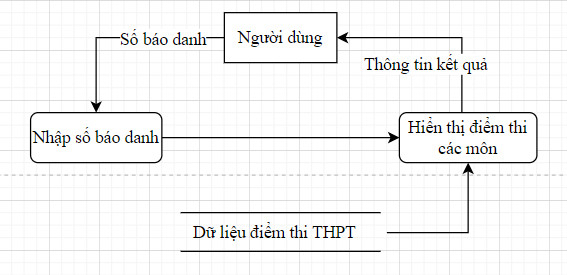 Số báo danh
Người dùng
Thông tin kết quả
Nhập số báo danh
Hiển thị điểm thi
các môn
Dữ liệu điểm thi THPT